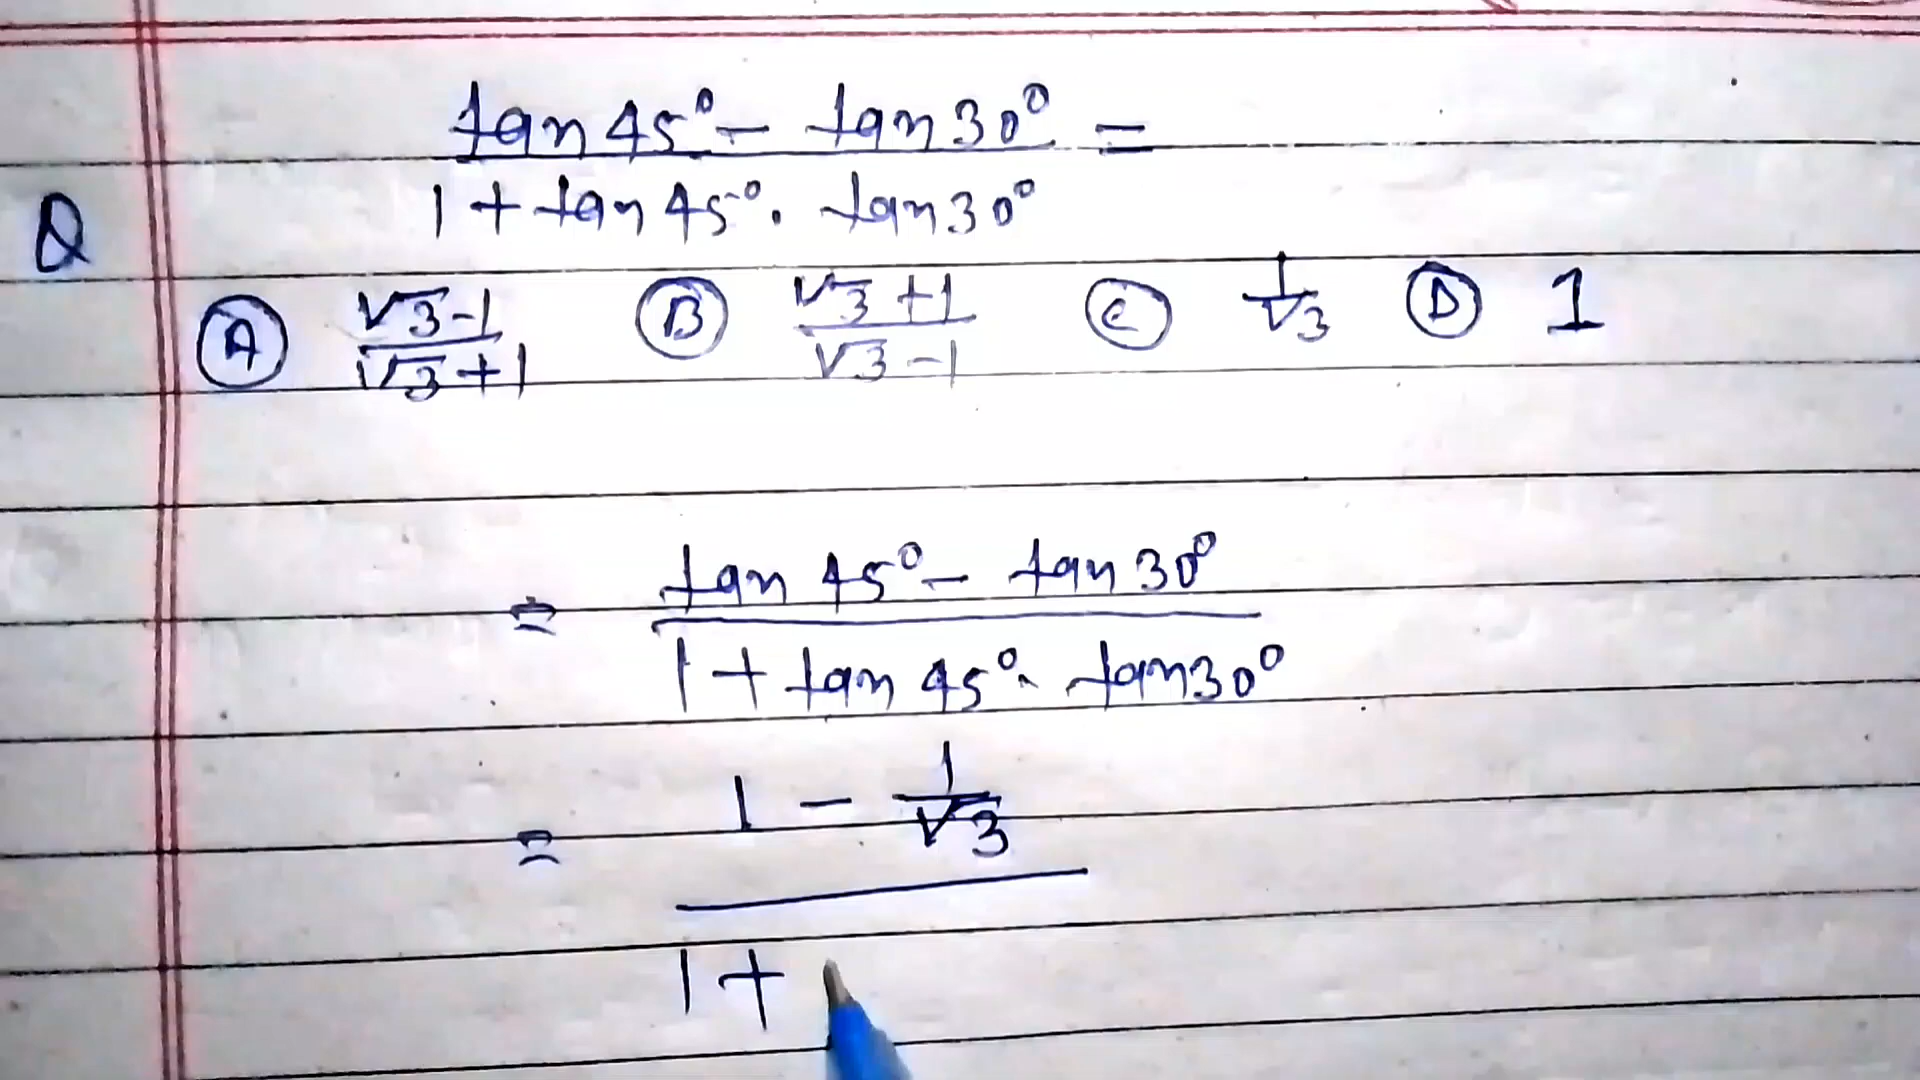 tan 45° - tan 30° =
1 + tan 45° . tan 30°
Q
A √3-1 / √3+1 B √3+1 / √3-1 C 1/√3 D 1
= tan 45° - tan 30°
1 + tan 45° . tan 30°
= 1 - 1/√3
1 +